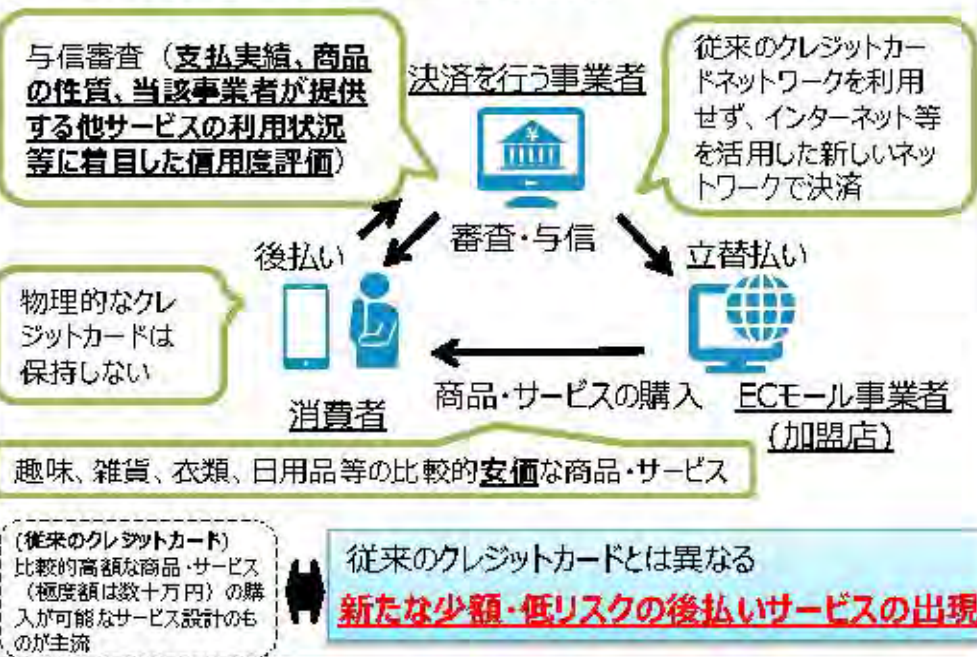 与信審査（支払実績、商品
の性質、当該事業者が提供
する他サービスの利用状況
等に着目した信用度評価）
決済を行う事業者
¥
従来のクレジットカー
ドネットワークを利用
せず、インターネット等
を活用した新しいネッ
トワークで決済
審査・与信
後払い
立替払い
物理的なクレ
ジットカードは
保持しない
商品・サービスの購入
消費者
ECモール事業者
(加盟店)
趣味、雑貨、衣類、日用品等の比較的安価な商品・サービス
(従来のクレジットカード)
比較的高額な商品・サービス
（極度額は数十万円）の購
入が可能なサービス設計のも
のが主流
従来のクレジットカードとは異なる
新たな少額・低リスクの後払いサービスの出現